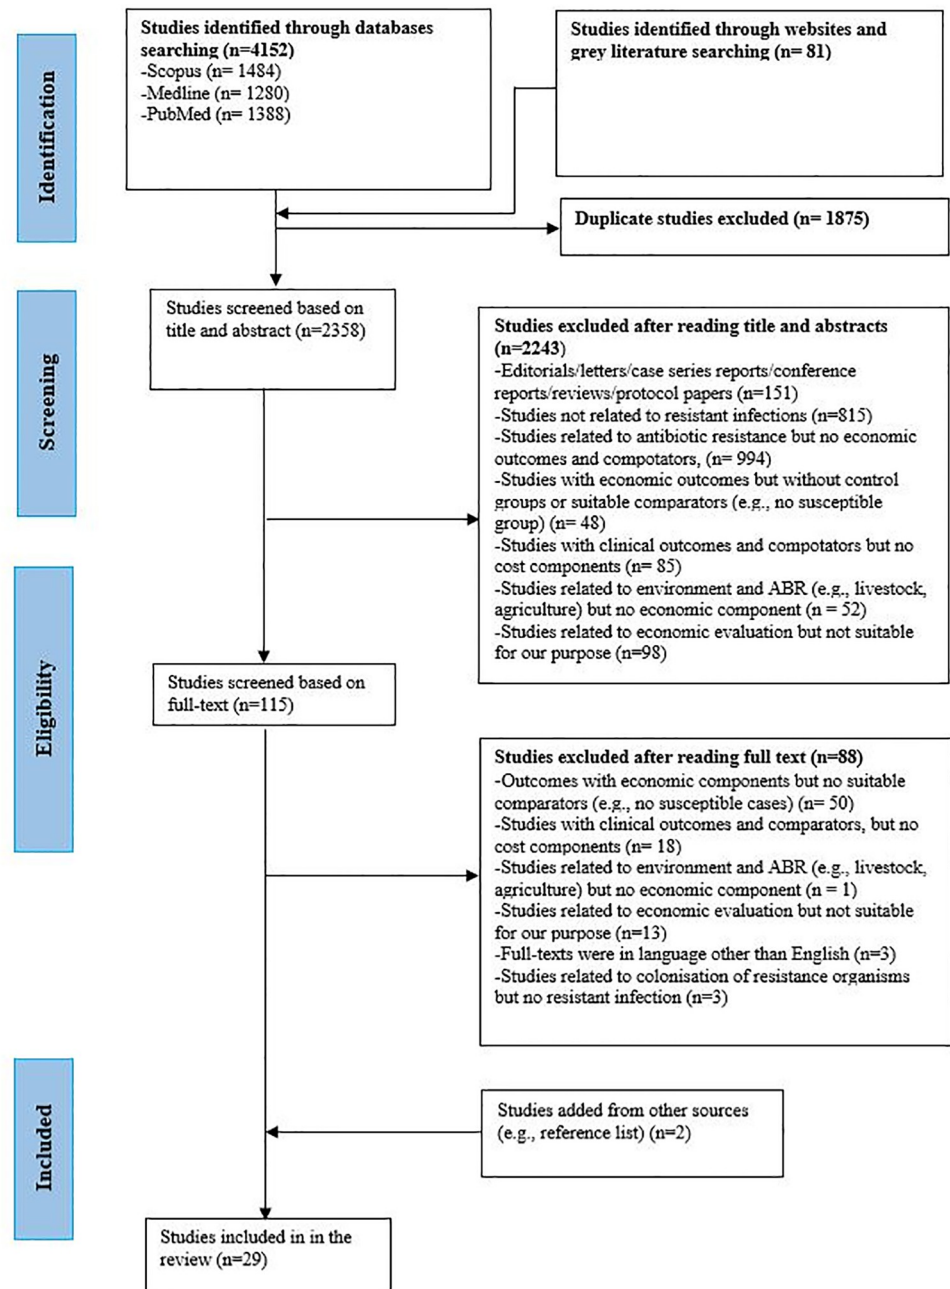 Identification
Studies identified through databases
searching (n=4152)
-Scopus (n= 1484)
-Medline (n= 1280)
-PubMed (n= 1388)
Studies identified through websites and
grey literature searching (n= 81)
Duplicate studies excluded (n= 1875)
Screening
Studies screened based on
title and abstract (n=2358)
Studies excluded after reading title and abstracts
(n=2243)
-Editorials/letters/case series reports/conference
reports/reviews/protocol papers (n=151)
-Studies not related to resistant infections (n=815)
-Studies related to antibiotic resistance but no economic
outcomes and compotators, (n= 994)
-Studies with economic outcomes but without control
groups or suitable comparators (e.g., no susceptible
group) (n= 48)
-Studies with clinical outcomes and compotators but no
cost components (n= 85)
-Studies related to environment and ABR (e.g., livestock,
agriculture) but no economic component (n = 52)
-Studies related to economic evaluation but not suitable
for our purpose (n=98)
Eligibility
Studies screened based on
full-text (n=115)
Studies excluded after reading full text (n=88)
-Outcomes with economic components but no suitable
comparators (e.g., no susceptible cases) (n= 50)
-Studies with clinical outcomes and comparators, but no
cost components (n= 18)
-Studies related to environment and ABR (e.g., livestock,
agriculture) but no economic component (n = 1)
-Studies related to economic evaluation but not suitable
for our purpose (n=13)
-Full-texts were in language other than English (n=3)
-Studies related to colonisation of resistance organisms
but no resistant infection (n=3)
Included
Studies added from other sources
(e.g., reference list) (n=2)
Studies included in in the
review (n=29)